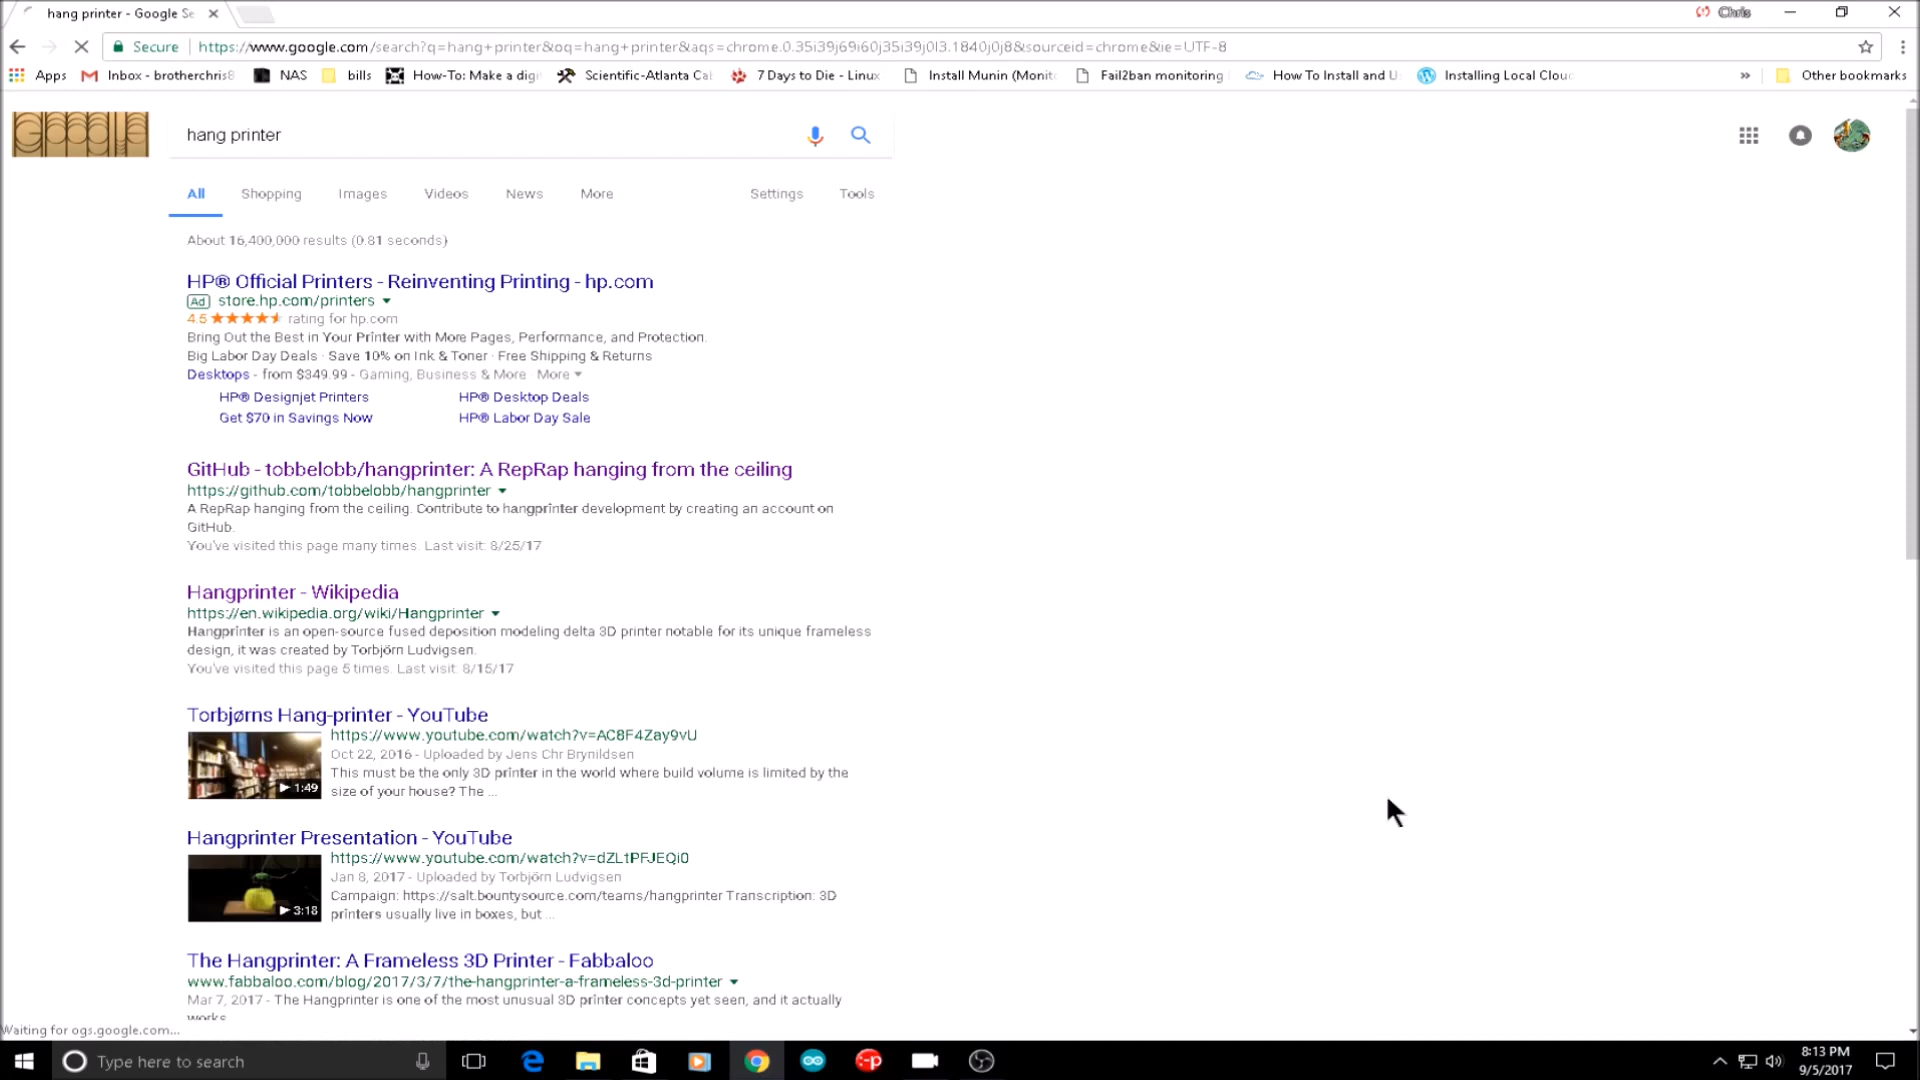 hang printer - Google Se
Chris
Secure https://www.google.com/search?q=hang+printer&oq=hang+printer&aqs=chrome.0.35i39j69i60j35i39j0l3.1840j0j8&sourceid=chrome&ie=UTF-8
Apps Inbox - brotherchris8 NAS bills How-To: Make a digi Scientific-Atlanta Cal 7 Days to Die - Linux Install Munin (Monito Fail2ban monitoring How To Install and U Installing Local Clou » Other bookmarks
Google
hang printer
All Shopping Images Videos News More Settings Tools
About 16,400,000 results (0.81 seconds)
HP® Official Printers - Reinventing Printing - hp.com
Ad store.hp.com/printers
4.5 rating for hp.com
Bring Out the Best in Your Printer with More Pages, Performance, and Protection.
Big Labor Day Deals · Save 10% on Ink & Toner · Free Shipping & Returns
Desktops - from $349.99 - Gaming, Business & More More
HP® Designjet Printers HP® Desktop Deals
Get $70 in Savings Now HP® Labor Day Sale
GitHub - tobbelobb/hangprinter: A RepRap hanging from the ceiling
https://github.com/tobbelobb/hangprinter
A RepRap hanging from the ceiling. Contribute to hangprinter development by creating an account on
GitHub.
You've visited this page many times. Last visit: 8/25/17
Hangprinter - Wikipedia
https://en.wikipedia.org/wiki/Hangprinter
Hangprinter is an open-source fused deposition modeling delta 3D printer notable for its unique frameless
design, it was created by Torbjörn Ludvigsen.
You've visited this page 5 times. Last visit: 8/15/17
Torbjørns Hang-printer - YouTube
https://www.youtube.com/watch?v=AC8F4Zay9vU
Oct 22, 2016 - Uploaded by Jens Chr Brynildsen
This must be the only 3D printer in the world where build volume is limited by the
1:49
size of your house? The ...
Hangprinter Presentation - YouTube
https://www.youtube.com/watch?v=dZLtPFJEQi0
Jan 8, 2017 - Uploaded by Torbjörn Ludvigsen
Campaign: https://salt.bountysource.com/teams/hangprinter Transcription: 3D
3:18
printers usually live in boxes, but ...
The Hangprinter: A Frameless 3D Printer - Fabbaloo
www.fabbaloo.com/blog/2017/3/7/the-hangprinter-a-frameless-3d-printer
Mar 7, 2017 - The Hangprinter is one of the most unusual 3D printer concepts yet seen, and it actually
works
Waiting for ogs.google.com...
Type here to search
8:13 PM
9/5/2017